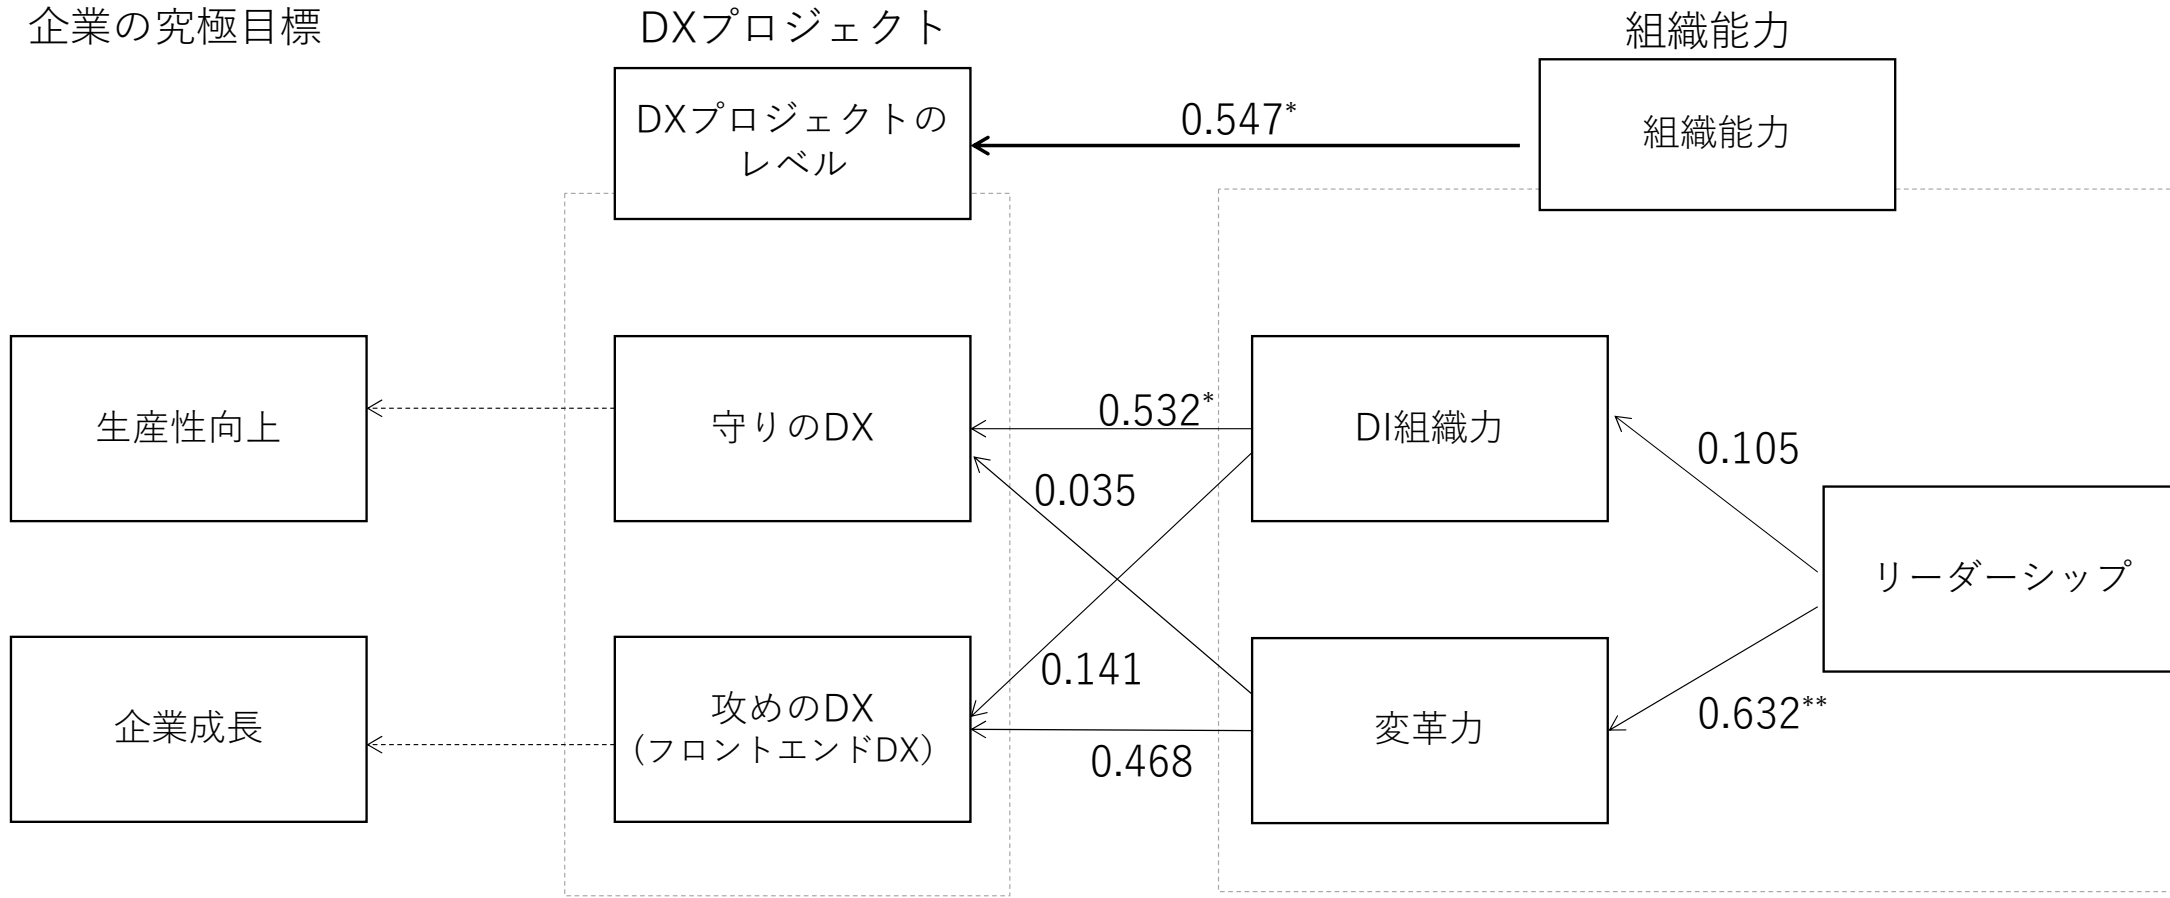 企業の究極目標
DXプロジェクト
組織能力
DXプロジェクトの
レベル
0.547*
組織能力
生産性向上
守りのDX
0.532*
DI組織力
0.105
0.035
リーダーシップ
企業成長
攻めのDX
(フロントエンドDX)
0.141
0.468
変革力
0.632**